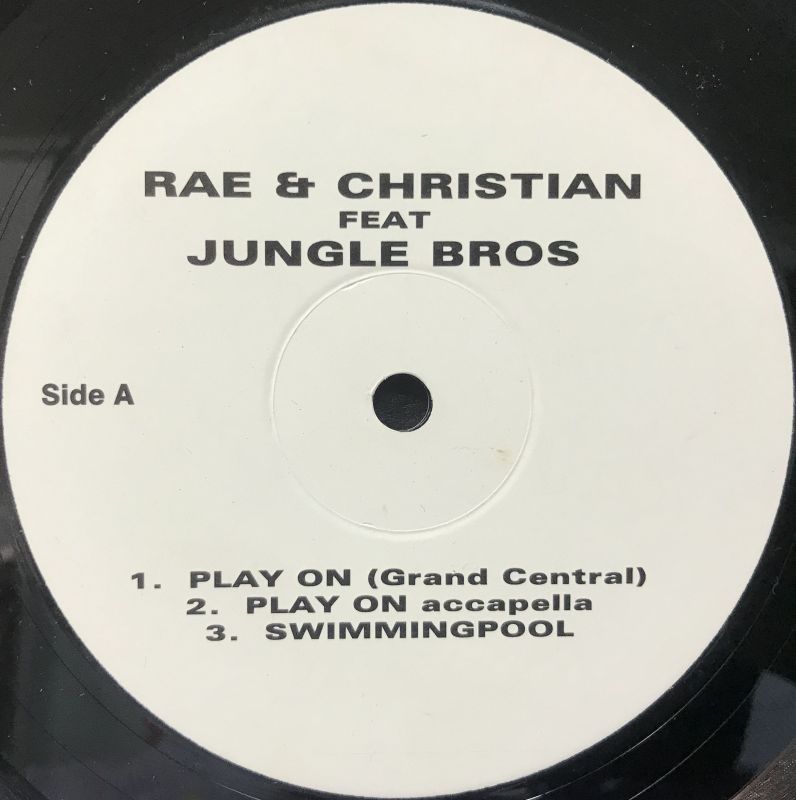 RAE & CHRISTIAN
FEAT
JUNGLE BROS
Side A
1. PLAY ON (Grand Central)
2. PLAY ON accapella
3. SWIMMINGPOOL